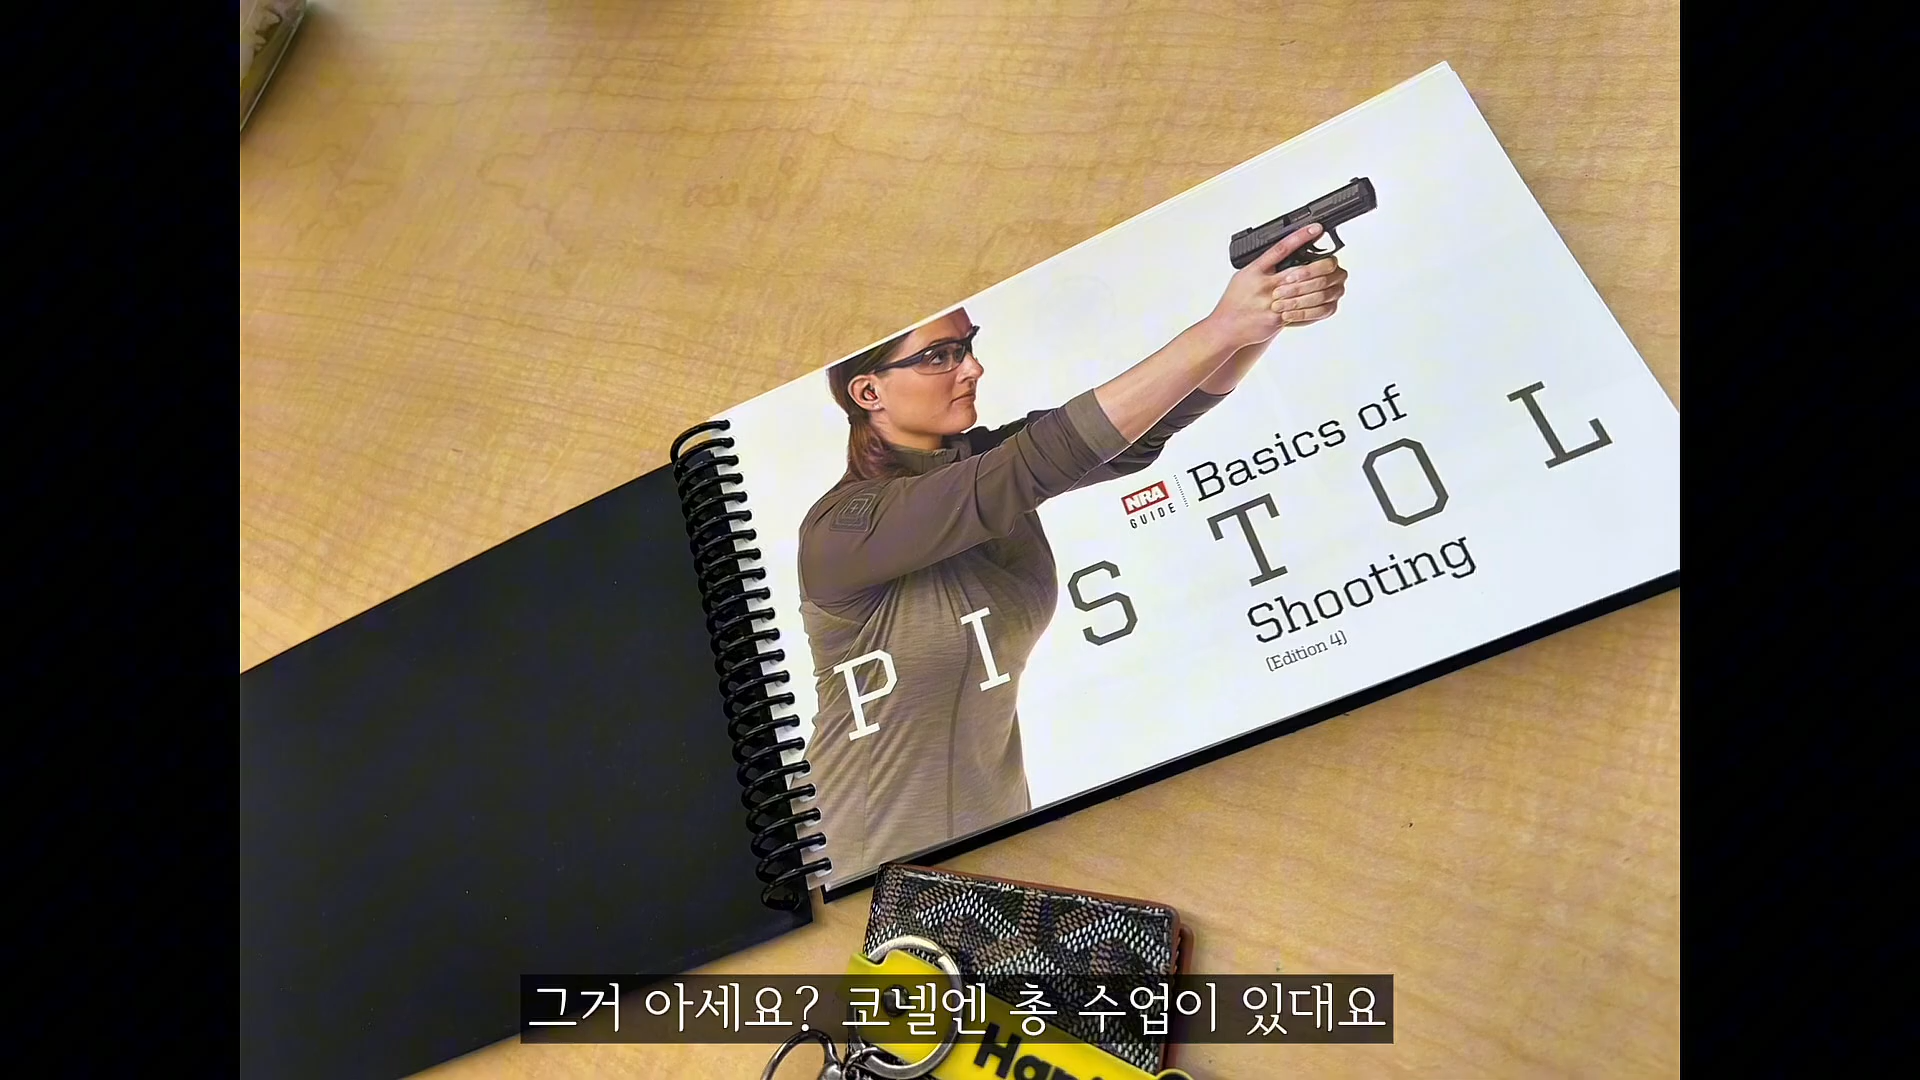 NRA
GUIDE
Basics of
PISTOL
Shooting
[Edition 4]
그거 아세요? 코넬엔 총 수업이 있대요